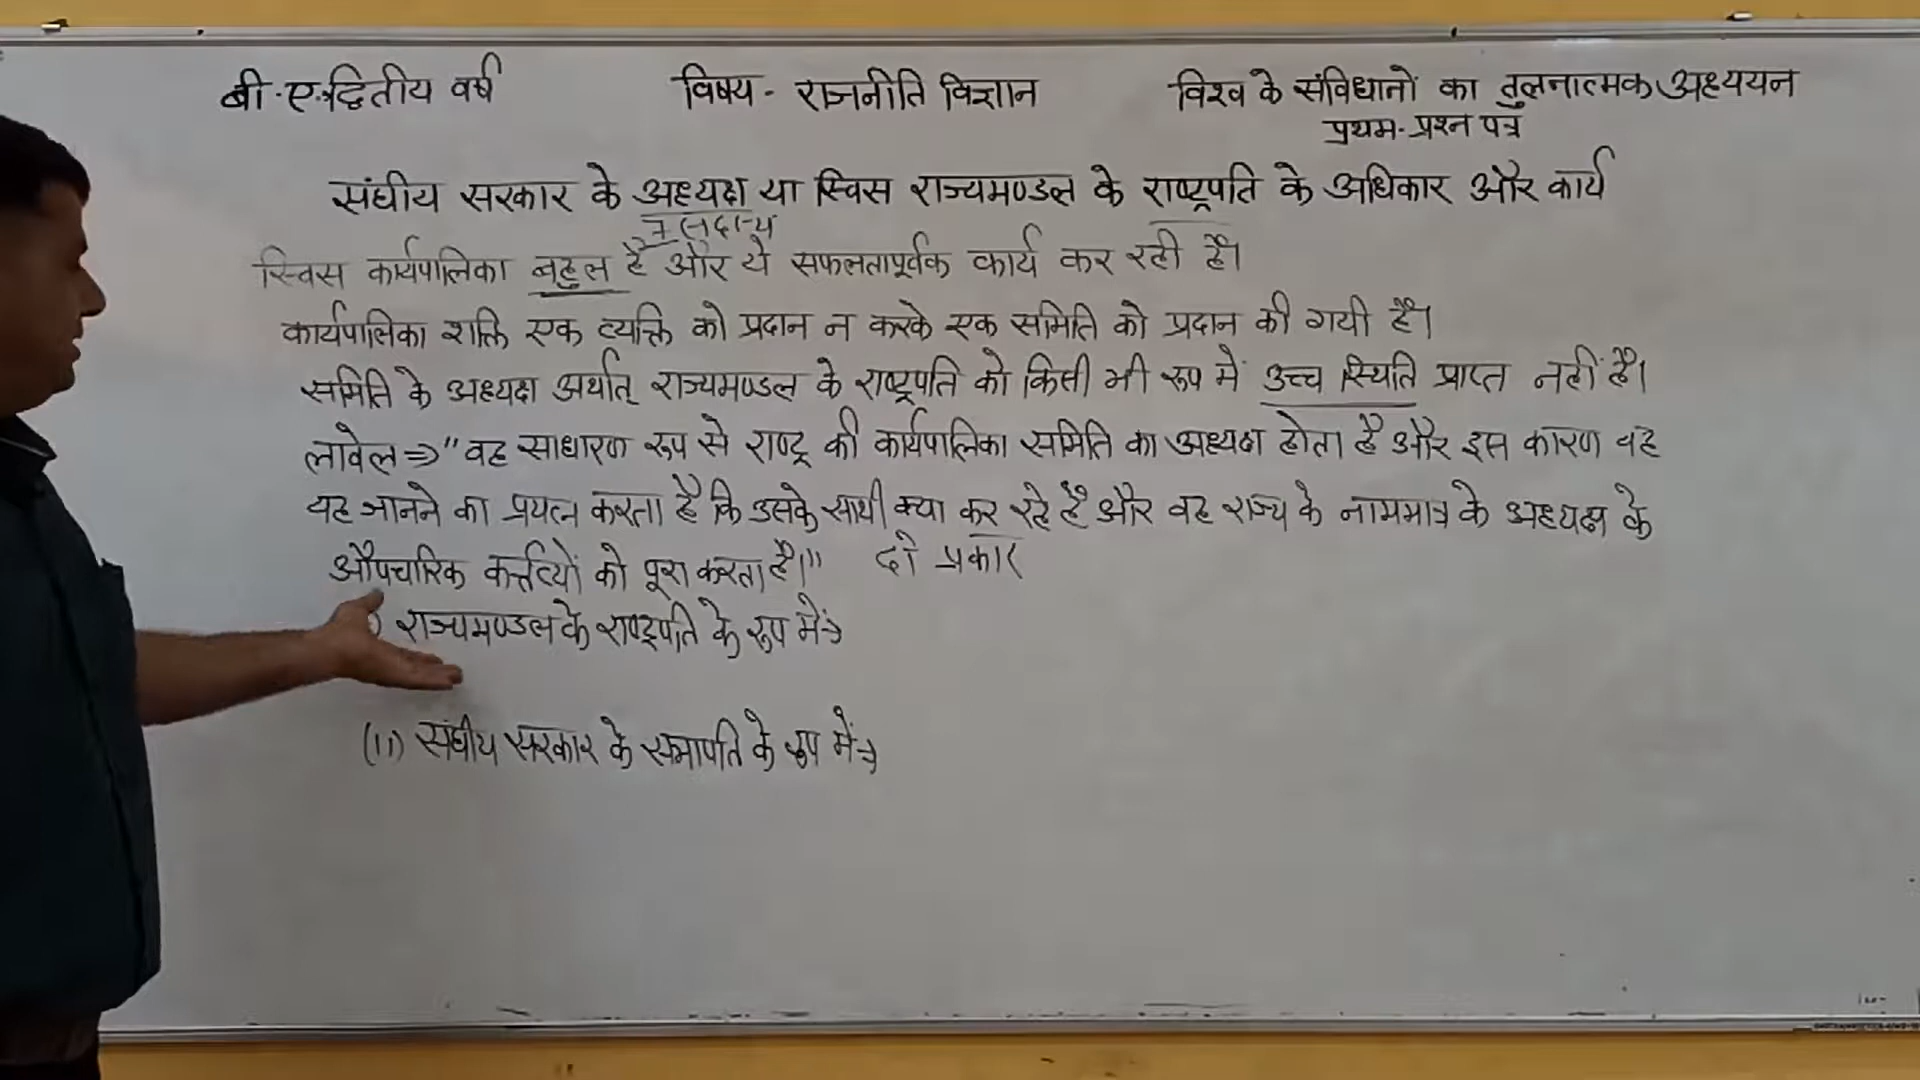 बी.ए.द्वितीय वर्ष विषय - राजनीति विज्ञान विश्व के संविधानों का तुलनात्मक अध्ययन
प्रथम-प्रश्न पत्र
संघीय सरकार के अध्यक्ष या स्विस राज्यमण्डल के राष्ट्रपति के अधिकार और कार्य
7 सदस्य
स्विस कार्यपालिका बहुल है और ये सफलतापूर्वक कार्य कर रही है।
कार्यपालिका शक्ति एक व्यक्ति को प्रदान न करके एक समिति को प्रदान की गयी है।
समिति के अध्यक्ष अर्थात् राज्यमण्डल के राष्ट्रपति को किसी भी रूप में उच्च स्थिति प्राप्त नहीं है।
लावेल ⇒ "वह साधारण रूप से राष्ट्र की कार्यपालिका समिति का अध्यक्ष होता है और इस कारण वह
यह जानने का प्रयत्न करता है कि उसके साथी क्या कर रहे हैं और वह राज्य के नाममात्र के अध्यक्ष के
औपचारिक कर्त्तव्यों को पूरा करता है।" दो प्रकार
) राज्यमण्डल के राष्ट्रपति के रूप में→
(ii) संघीय सरकार के सभापति के रूप में→